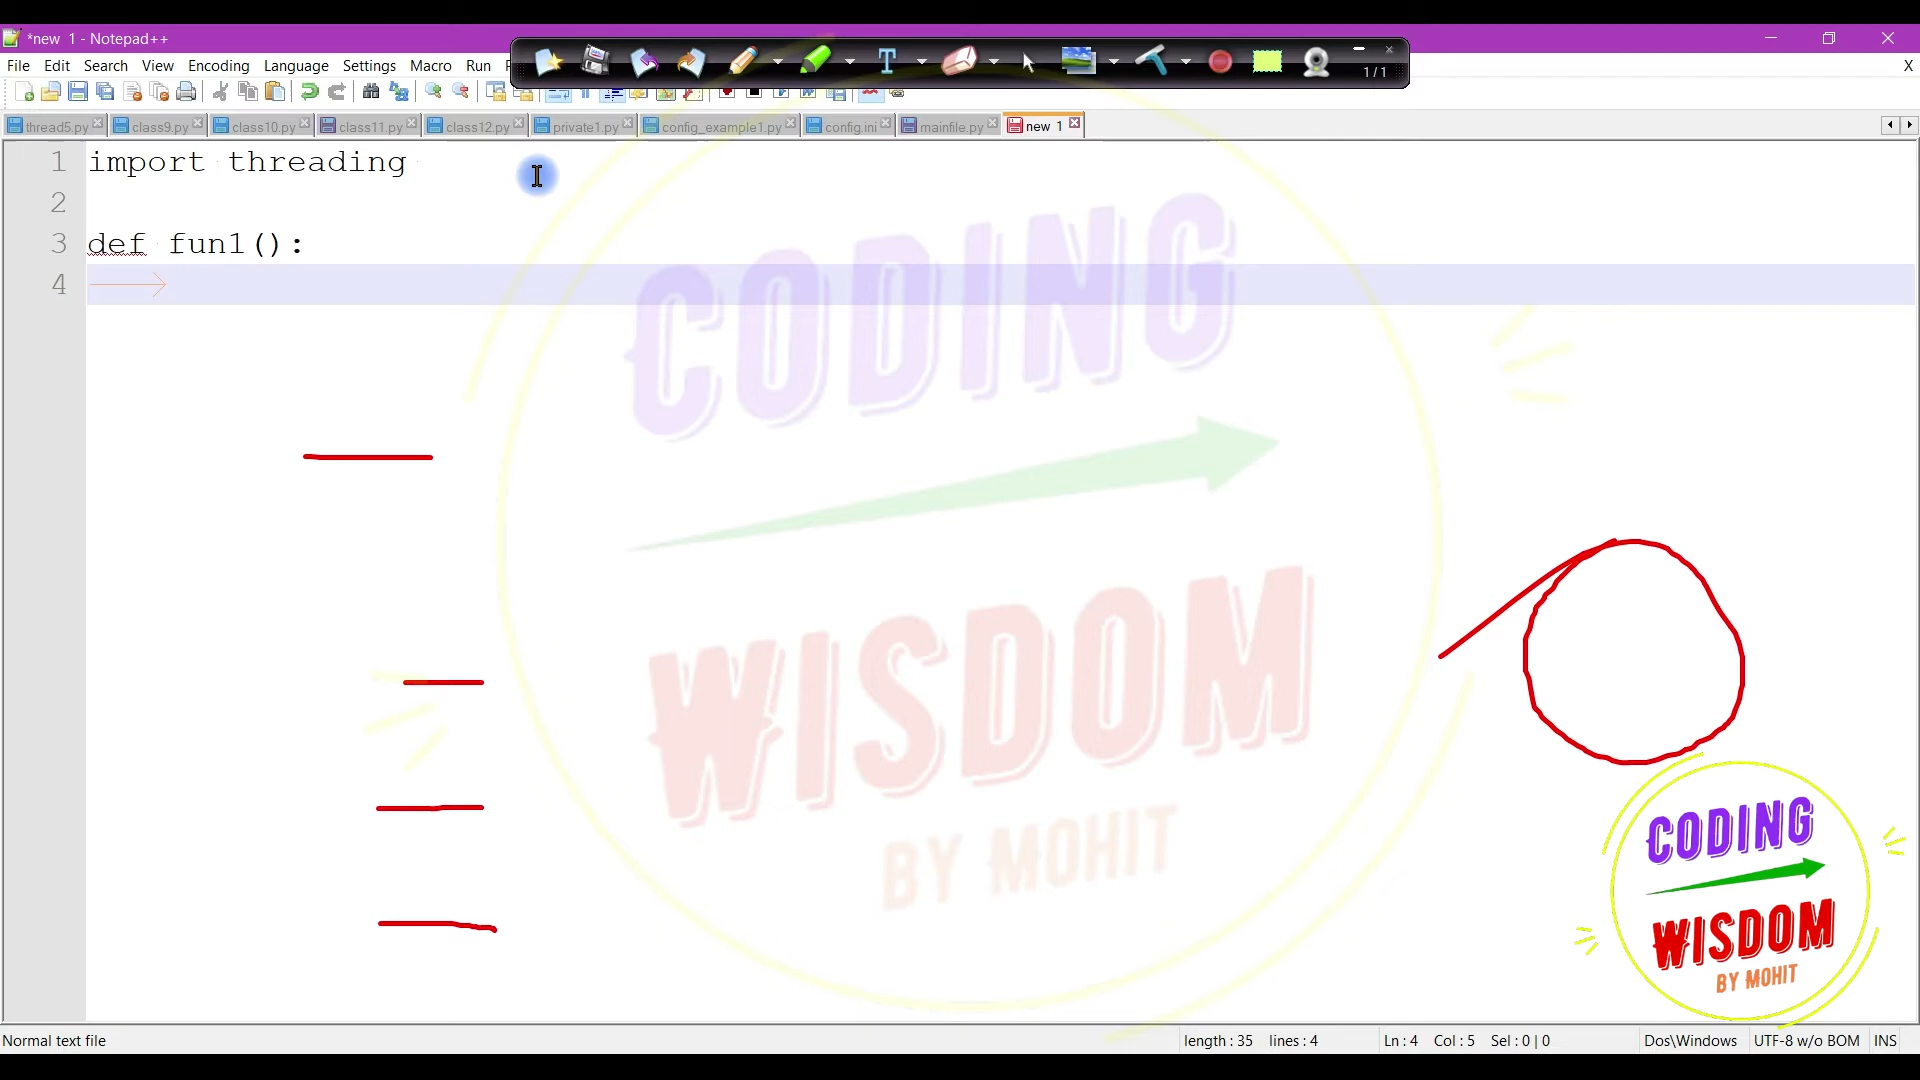 *new 1 - Notepad++
File Edit Search View Encoding Language Settings Macro Run
1/1
X
thread5.py class9.py class10.py class11.py class12.py private1.py config_example1.py config.ini mainfile.py new 1
1 import threading
2
3 def fun1():
4
CODING
WISDOM
BY MOHIT
CODING
WISDOM
BY MOHIT
Normal text file length : 35 lines : 4 Ln : 4 Col : 5 Sel : 0 | 0 Dos\Windows UTF-8 w/o BOM INS